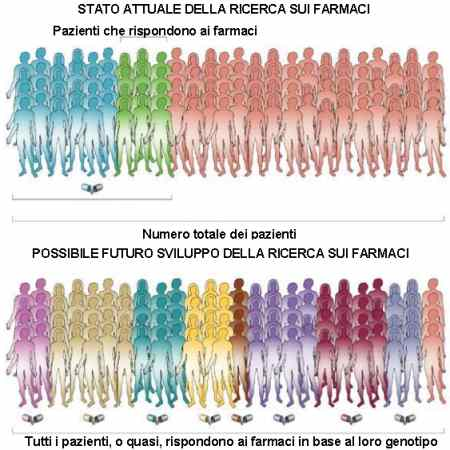 STATO ATTUALE DELLA RICERCA SUI FARMACI
Pazienti che rispondono ai farmaci
Numero totale dei pazienti
POSSIBILE FUTURO SVILUPPO DELLA RICERCA SUI FARMACI
Tutti i pazienti, o quasi, rispondono ai farmaci in base al loro genotipo